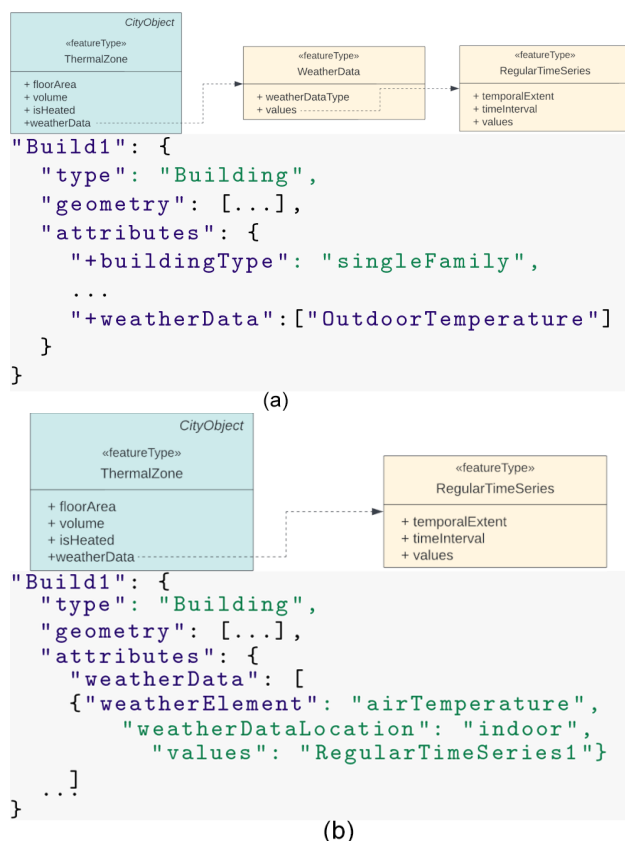 CityObject
«featureType»
ThermalZone
+ floorArea
+ volume
+ isHeated
+weatherData
«featureType»
WeatherData
+ weatherDataType
+ values
«featureType»
RegularTimeSeries
+ temporalExtent
+ timeInterval
+ values
"Build1": {
"type": "Building",
"geometry": [...],
"attributes": {
"+buildingType": "singleFamily",
...
"+weatherData":["OutdoorTemperature"]
}
}
(a)
CityObject
«featureType»
ThermalZone
+ floorArea
+ volume
+ isHeated
+weatherData
«featureType»
RegularTimeSeries
+ temporalExtent
+ timeInterval
+ values
"Build1": {
"type": "Building",
"geometry": [...],
"attributes": {
"weatherData": [
{"weatherElement": "airTemperature",
"weatherDataLocation": "indoor",
"values": "RegularTimeSeries1"}
]
...
}
(b)